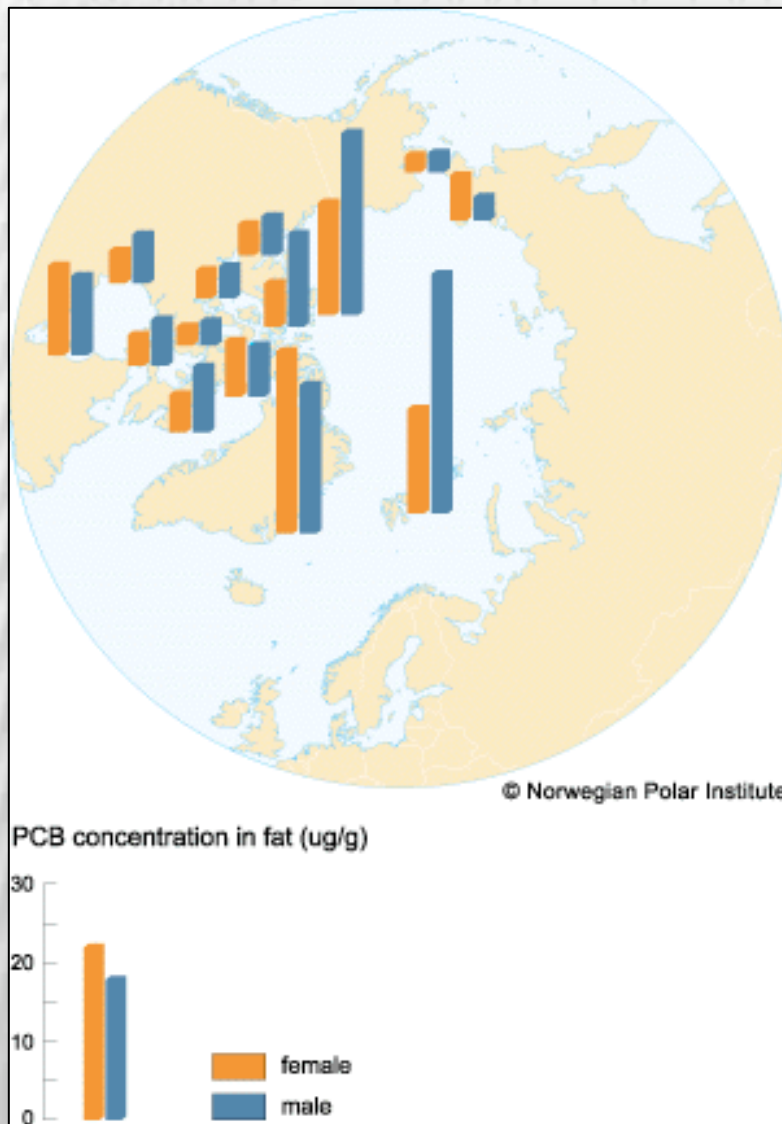 © Norwegian Polar Institute
PCB concentration in fat (ug/g)
30
20
10
0
female
male